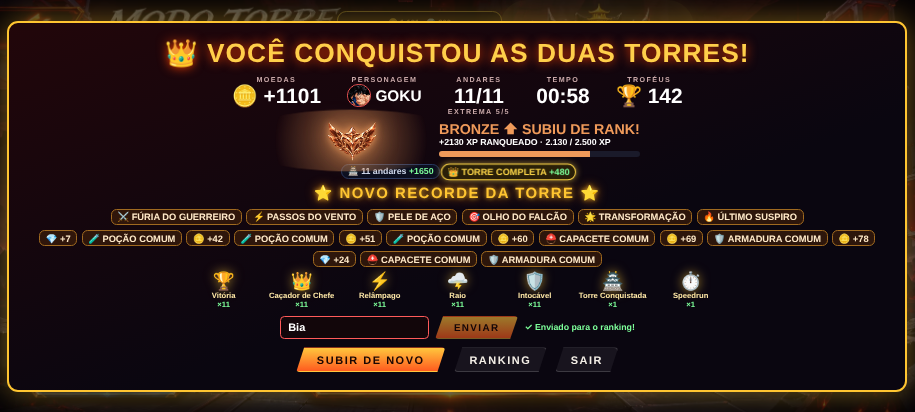 MODO TORRE
👑 VOCÊ CONQUISTOU AS DUAS TORRES!
MOEDAS PERSONAGEM ANDARES TEMPO TROFÉUS
🪙 +1101 GOKU 11/11 00:58 🏆 142
EXTREMA 5/5
BRONZE ⬆ SUBIU DE RANK!
+2130 XP RANQUEADO · 2.130 / 2.500 XP
🏯 11 andares +1650 👑 TORRE COMPLETA +480
⭐ NOVO RECORDE DA TORRE ⭐
⚔️ FÚRIA DO GUERREIRO ⚡ PASSOS DO VENTO 🛡️ PELE DE AÇO 🎯 OLHO DO FALCÃO 🌟 TRANSFORMAÇÃO 🔥 ÚLTIMO SUSPIRO
💎 +7 🧪 POÇÃO COMUM 🪙 +42 🧪 POÇÃO COMUM 🪙 +51 🧪 POÇÃO COMUM 🪙 +60 ⛑️ CAPACETE COMUM 🪙 +69 🛡️ ARMADURA COMUM 🪙 +78
💎 +24 ⛑️ CAPACETE COMUM 🛡️ ARMADURA COMUM
Vitória Caçador de Chefe Relâmpago Raio Intocável Torre Conquistada Speedrun
×11 ×11 ×11 ×11 ×11 ×1 ×1
Bia ENVIAR ✓ Enviado para o ranking!
SUBIR DE NOVO RANKING SAIR